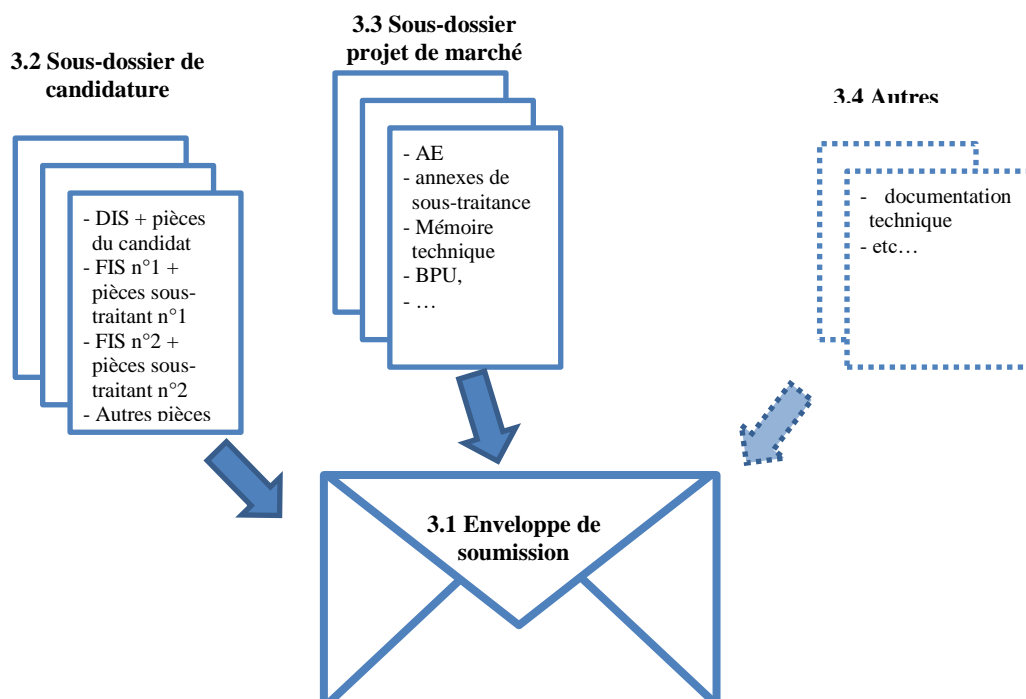 3.2 Sous-dossier de
candidature
- DIS + pièces
du candidat
- FIS n°1 +
pièces sous-
traitant n°1
- FIS n°2 +
pièces sous-
traitant n°2
- Autres pièces
3.3 Sous-dossier
projet de marché
- AE
- annexes de
sous-traitance
- Mémoire
technique
- BPU,
- …
3.4 Autres
- documentation
technique
- etc…
3.1 Enveloppe de
soumission